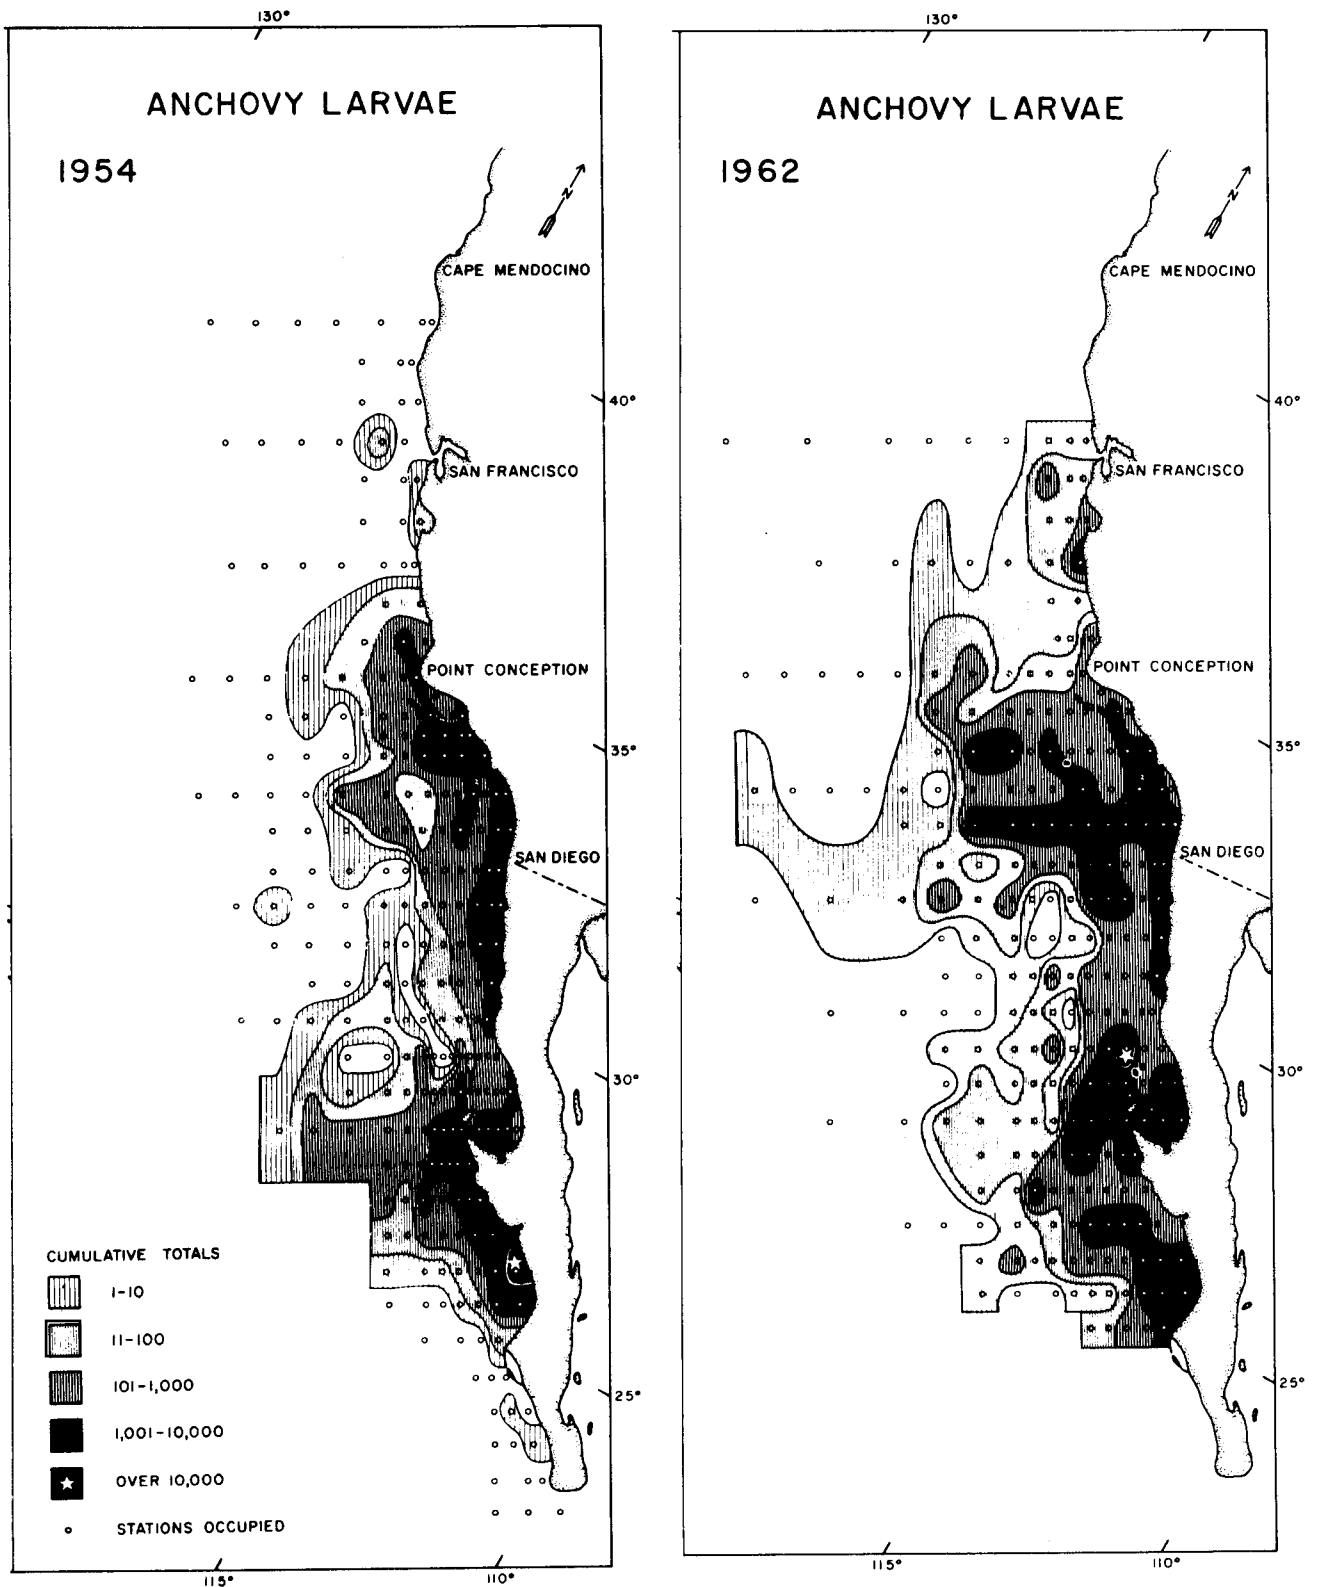 130°
ANCHOVY LARVAE
1954
N
CAPE MENDOCINO
40°
SAN FRANCISCO
POINT CONCEPTION
35°
SAN DIEGO
30°
CUMULATIVE TOTALS
1-10
11-100
101-1,000
1,001-10,000
OVER 10,000
STATIONS OCCUPIED
25°
115°
110°
130°
ANCHOVY LARVAE
1962
N
CAPE MENDOCINO
40°
SAN FRANCISCO
POINT CONCEPTION
35°
SAN DIEGO
30°
25°
115°
110°